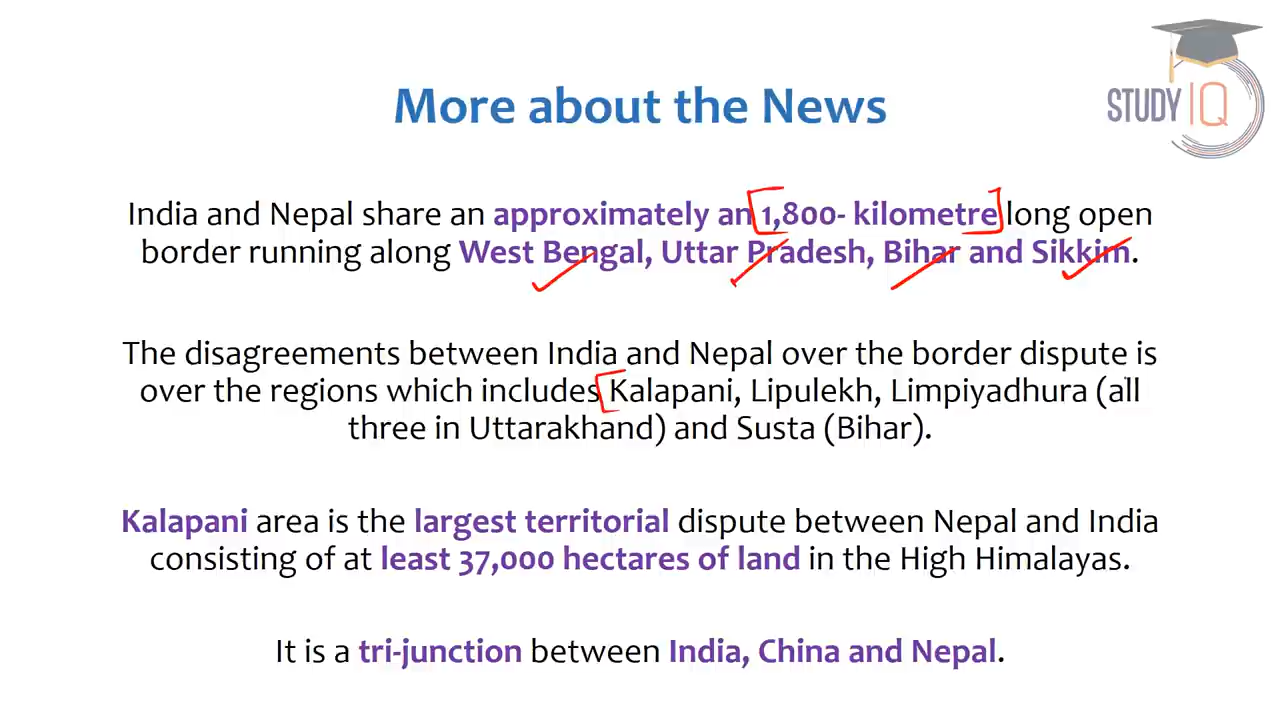 STUDY IQ
More about the News
India and Nepal share an approximately an 1,800- kilometre long open
border running along West Bengal, Uttar Pradesh, Bihar and Sikkim.
The disagreements between India and Nepal over the border dispute is
over the regions which includes Kalapani, Lipulekh, Limpiyadhura (all
three in Uttarakhand) and Susta (Bihar).
Kalapani area is the largest territorial dispute between Nepal and India
consisting of at least 37,000 hectares of land in the High Himalayas.
It is a tri-junction between India, China and Nepal.